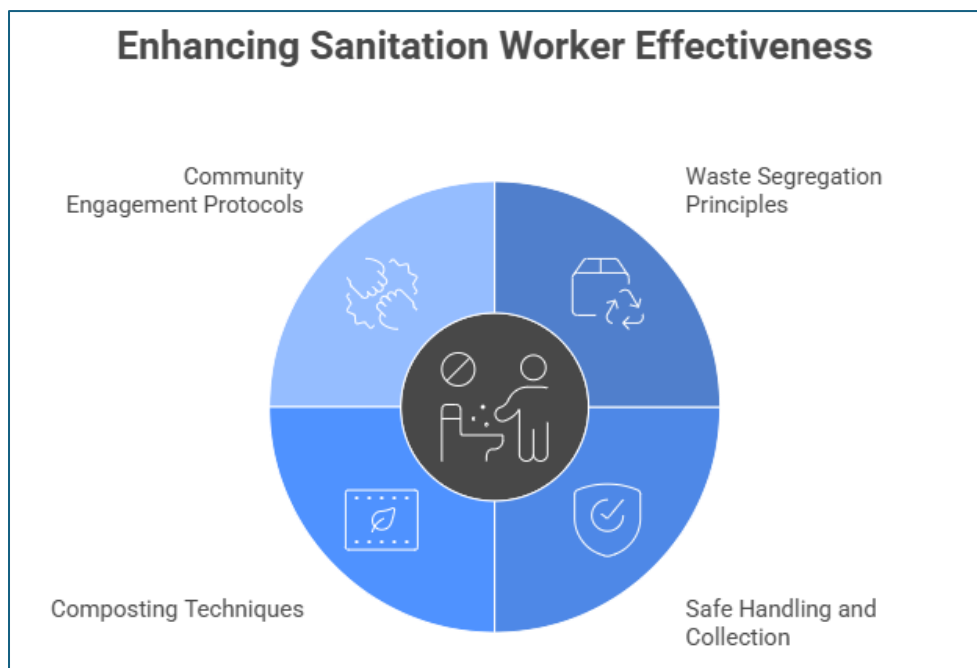 Enhancing Sanitation Worker Effectiveness
Community
Engagement Protocols
Waste Segregation
Principles
Composting Techniques
Safe Handling and
Collection